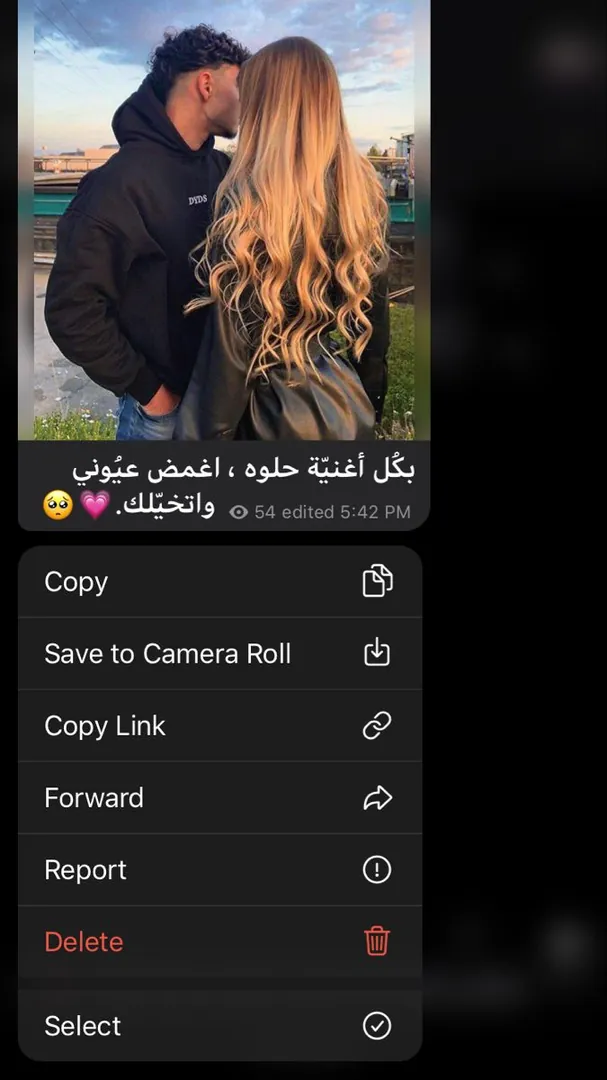 DYDS
بكُل أغنيّة حلوه ، اغمض عيُوني
واتخيّلك. 💗🥺
54 edited 5:42 PM
Copy
Save to Camera Roll
Copy Link
Forward
Report
Delete
Select